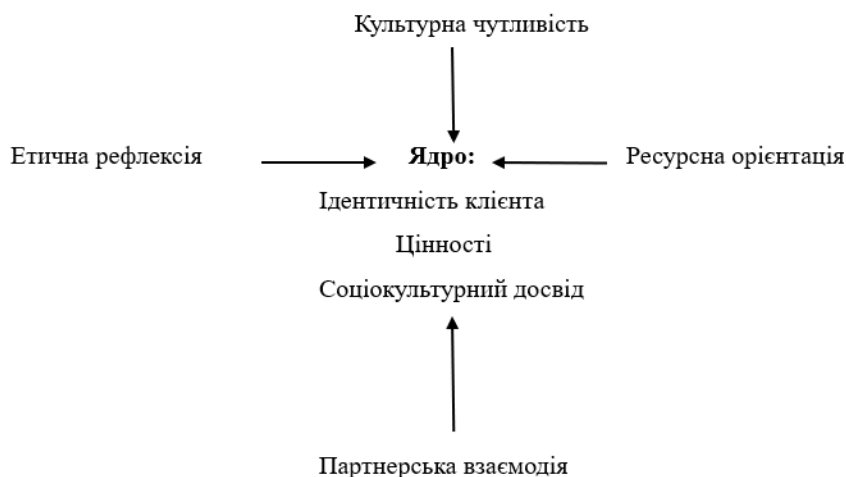 Культурна чутливість
Етична рефлексія
Ядро:
Ресурсна орієнтація
Ідентичність клієнта
Цінності
Соціокультурний досвід
Партнерська взаємодія